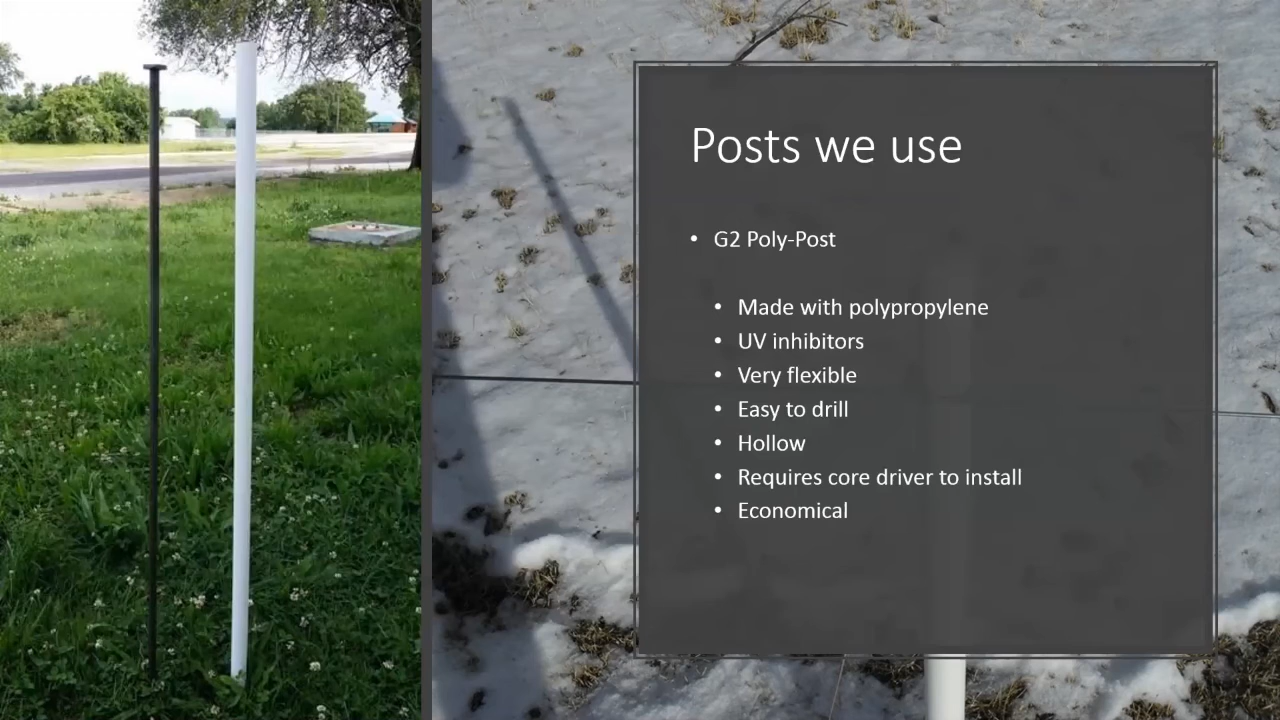 Posts we use
• G2 Poly-Post
• Made with polypropylene
• UV inhibitors
• Very flexible
• Easy to drill
• Hollow
• Requires core driver to install
• Economical